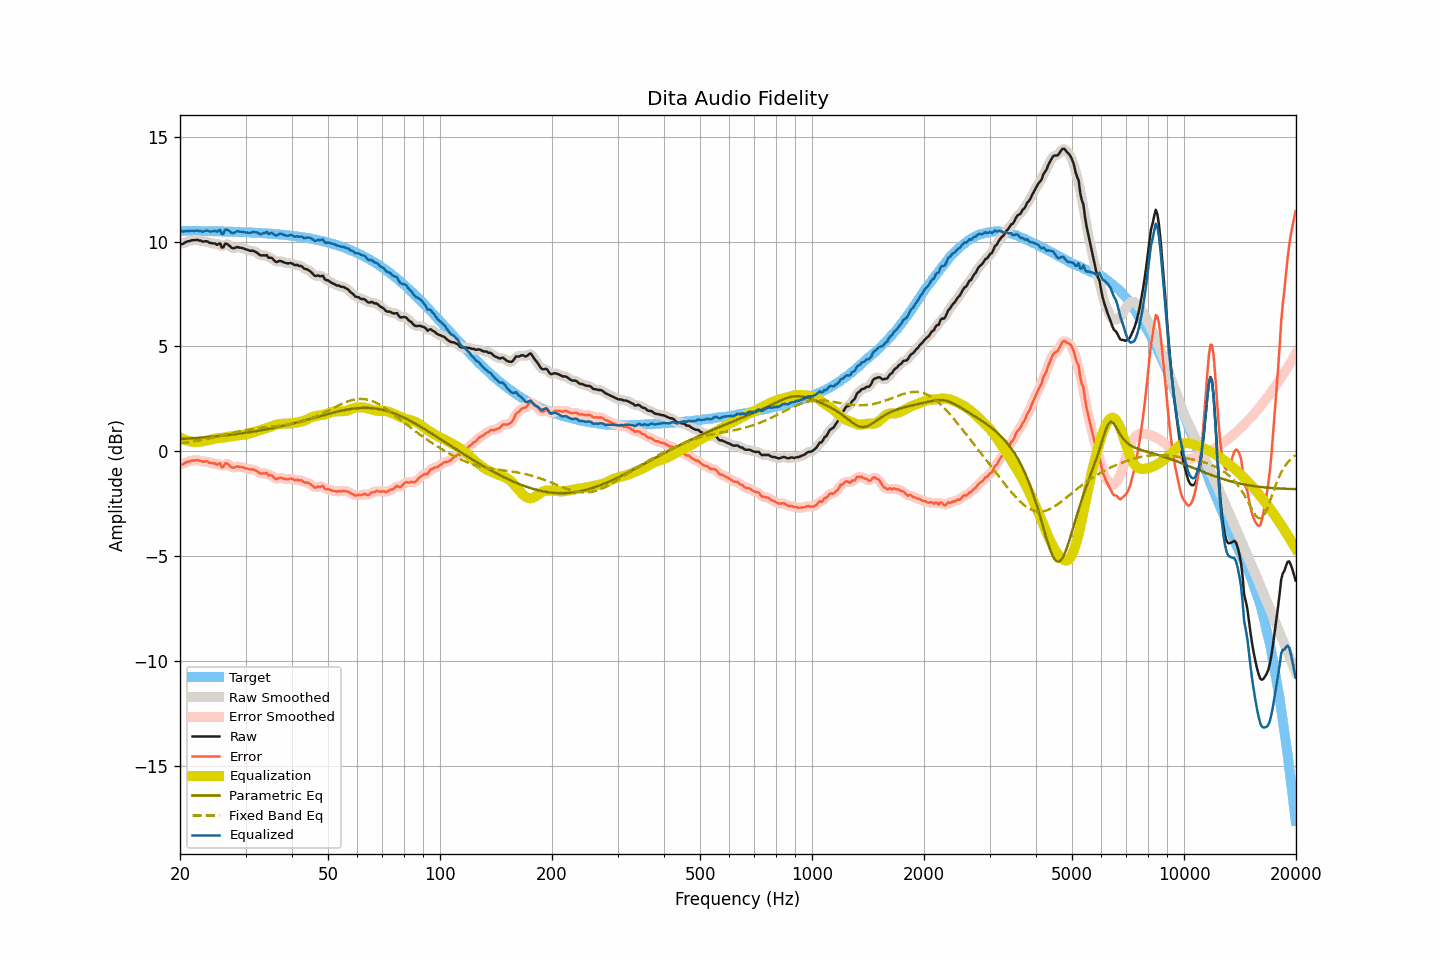 Dita Audio Fidelity
Amplitude (dBr)
15
10
5
0
−5
−10
−15
Target
Raw Smoothed
Error Smoothed
Raw
Error
Equalization
Parametric Eq
Fixed Band Eq
Equalized
20 50 100 200 500 1000 2000 5000 10000 20000
Frequency (Hz)